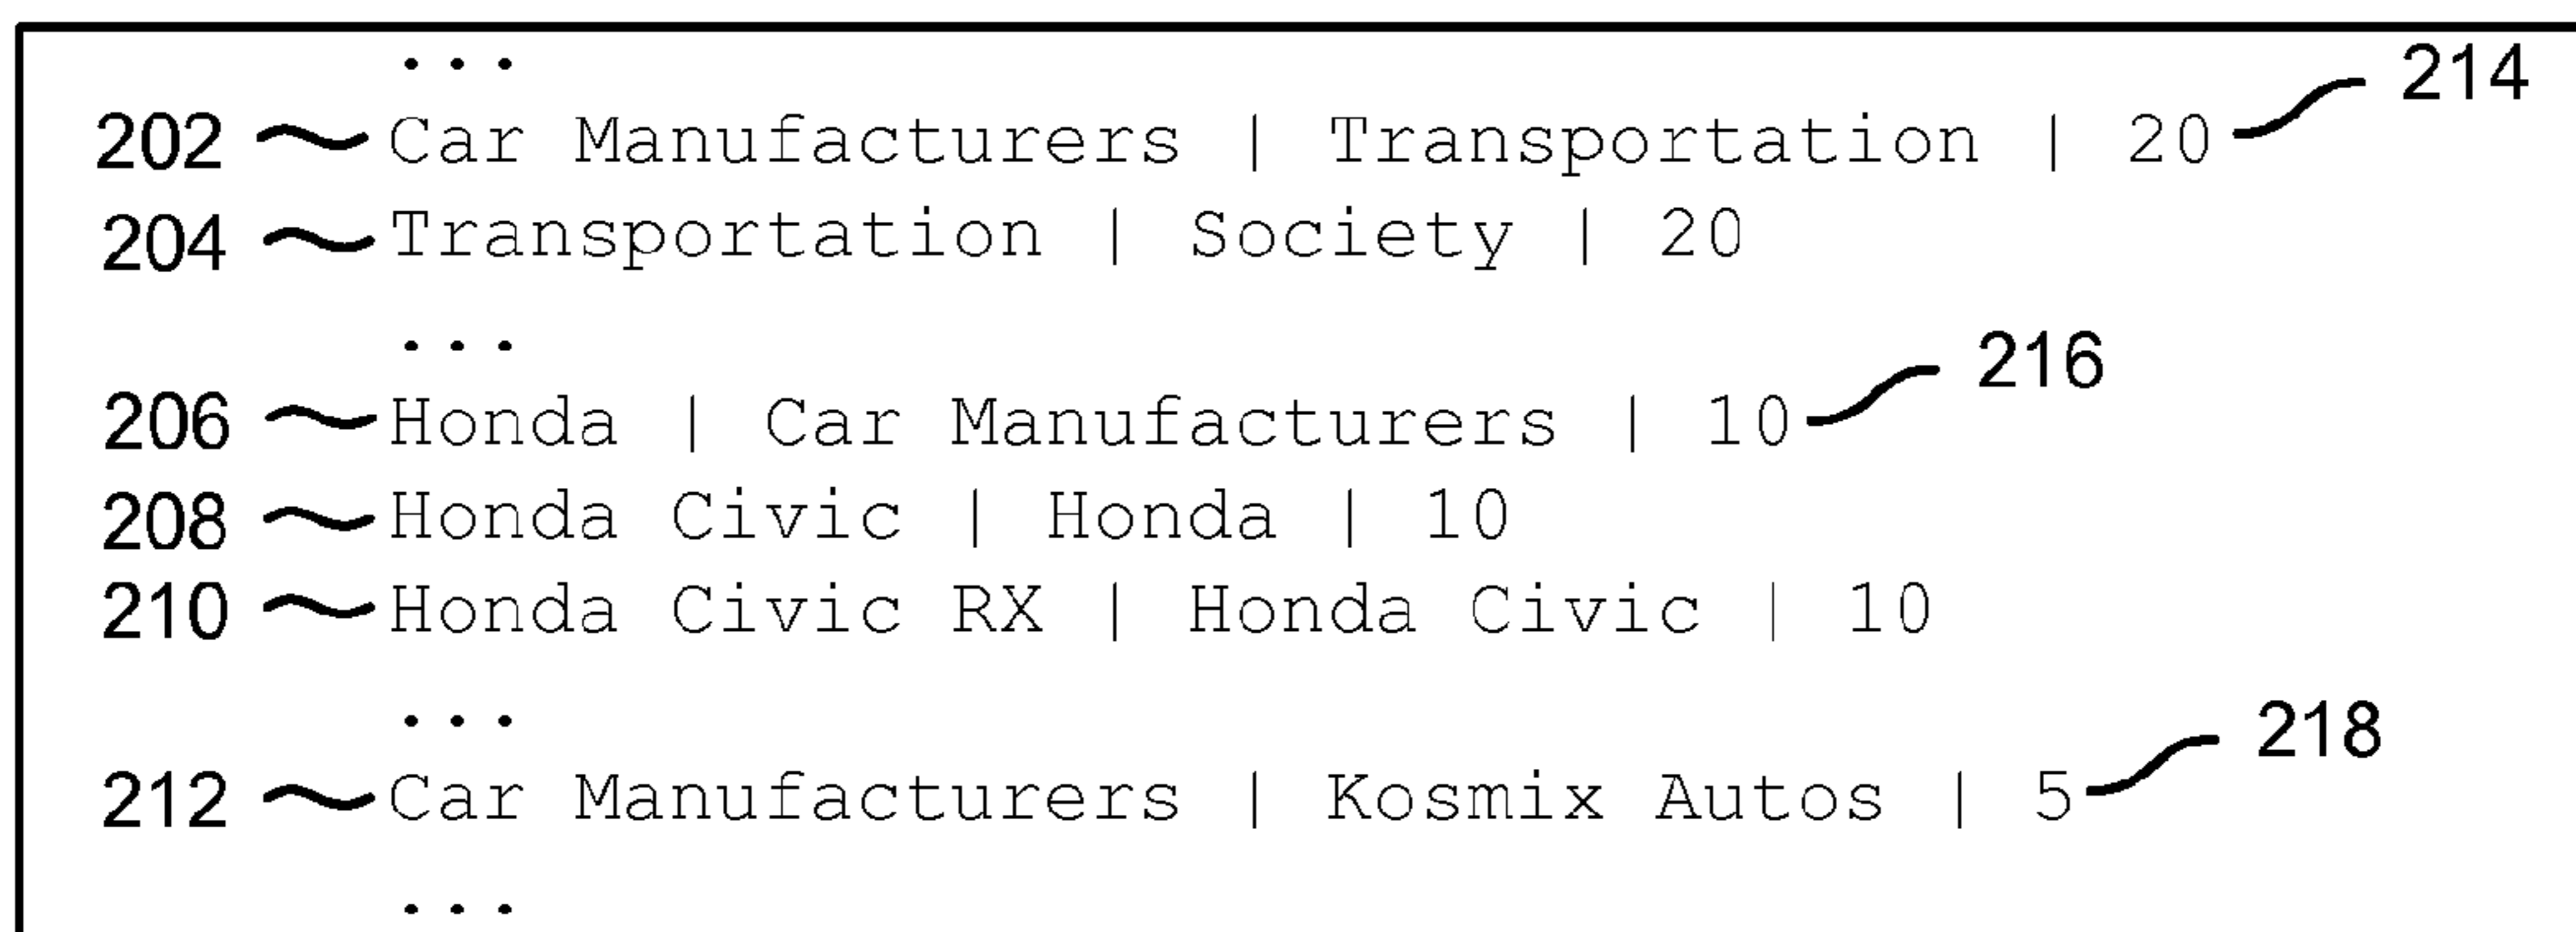 ...
214
202 Car Manufacturers | Transportation | 20
204 Transportation | Society | 20
...
216
206 Honda | Car Manufacturers | 10
208 Honda Civic | Honda | 10
210 Honda Civic RX | Honda Civic | 10
...
218
212 Car Manufacturers | Kosmix Autos | 5
...